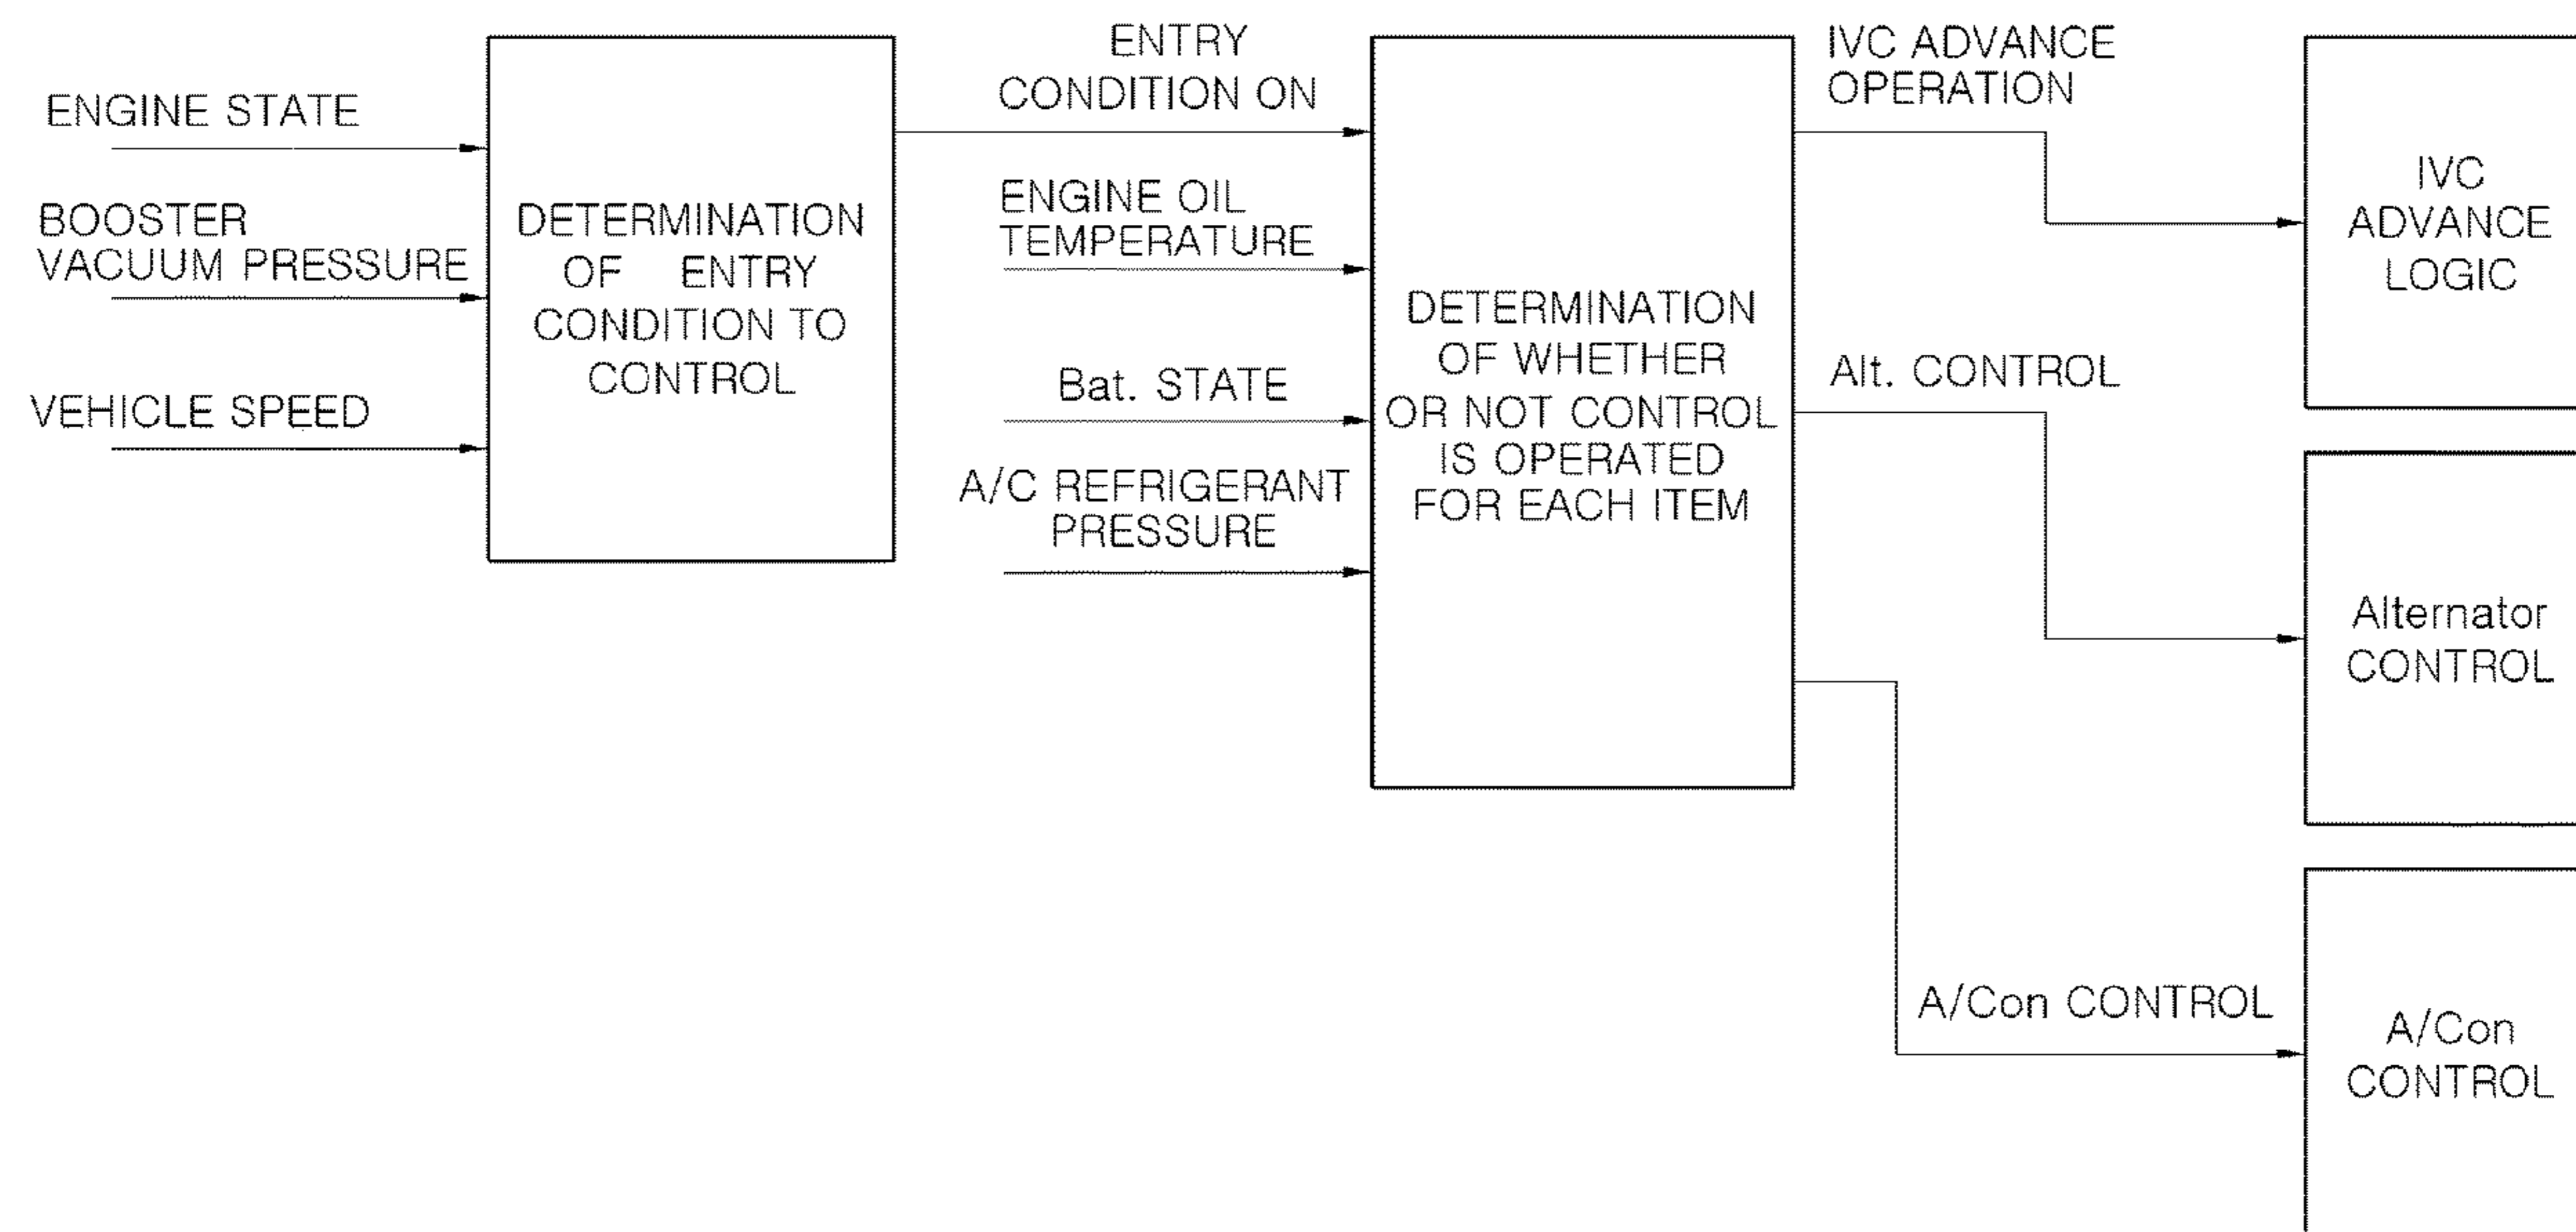 ENGINE STATE
BOOSTER
VACUUM PRESSURE
VEHICLE SPEED
DETERMINATION
OF ENTRY
CONDITION TO
CONTROL
ENTRY
CONDITION ON
ENGINE OIL
TEMPERATURE
Bat. STATE
A/C REFRIGERANT
PRESSURE
DETERMINATION
OF WHETHER
OR NOT CONTROL
IS OPERATED
FOR EACH ITEM
IVC ADVANCE
OPERATION
Alt. CONTROL
A/Con CONTROL
IVC
ADVANCE
LOGIC
Alternator
CONTROL
A/Con
CONTROL